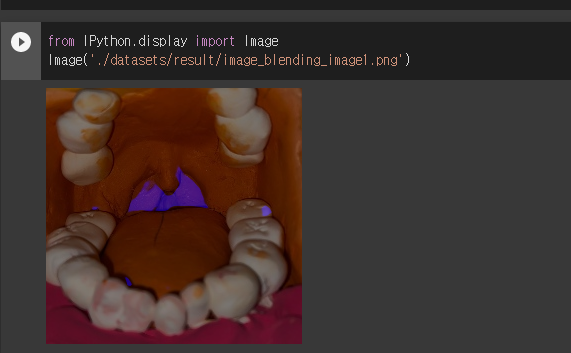 from IPython.display import Image
Image('./datasets/result/image_blending_image1.png')